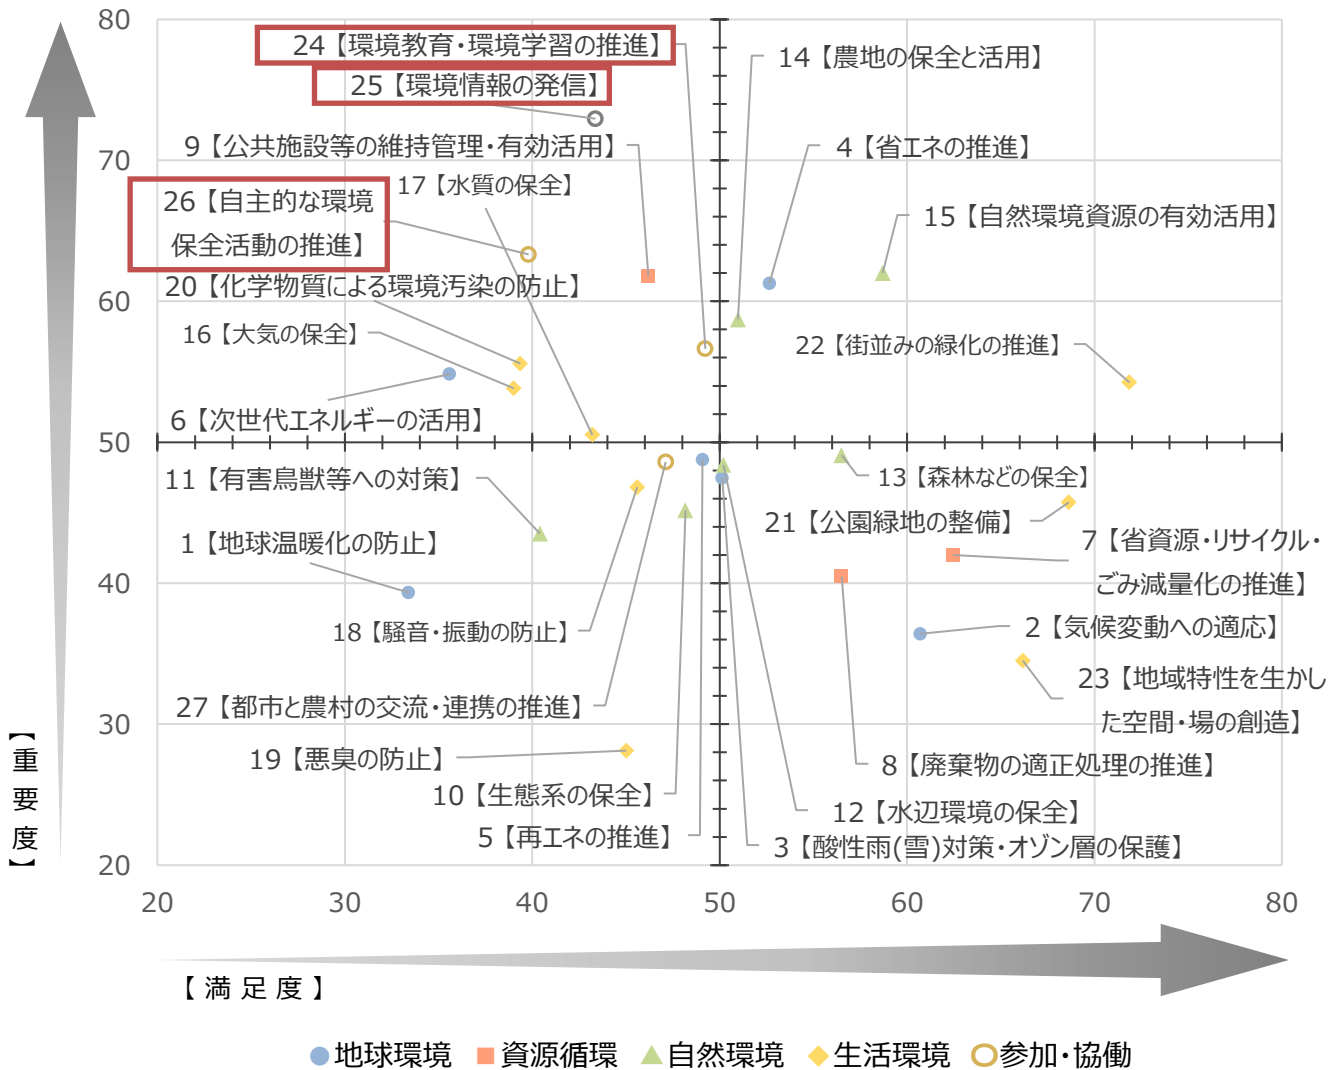 80
24【環境教育・環境学習の推進】
14【農地の保全と活用】
25【環境情報の発信】
9【公共施設等の維持管理・有効活用】
4【省エネの推進】
70
17【水質の保全】
26【自主的な環境
保全活動の推進】
15【自然環境資源の有効活用】
20【化学物質による環境汚染の防止】
60
16【大気の保全】
22【街並みの緑化の推進】
6【次世代エネルギーの活用】
50
11【有害鳥獣等への対策】
13【森林などの保全】
21【公園緑地の整備】
1【地球温暖化の防止】
7【省資源・リサイクル・
ごみ減量化の推進】
40
18【騒音・振動の防止】
2【気候変動への適応】
23【地域特性を生かし
た空間・場の創造】
27【都市と農村の交流・連携の推進】
30
19【悪臭の防止】
8【廃棄物の適正処理の推進】
10【生態系の保全】
12【水辺環境の保全】
5【再エネの推進】
3【酸性雨(雪)対策・オゾン層の保護】
20
【重要度】
20 30 40 50 60 70 80
【満足度】
地球環境 資源循環 自然環境 生活環境 参加・協働